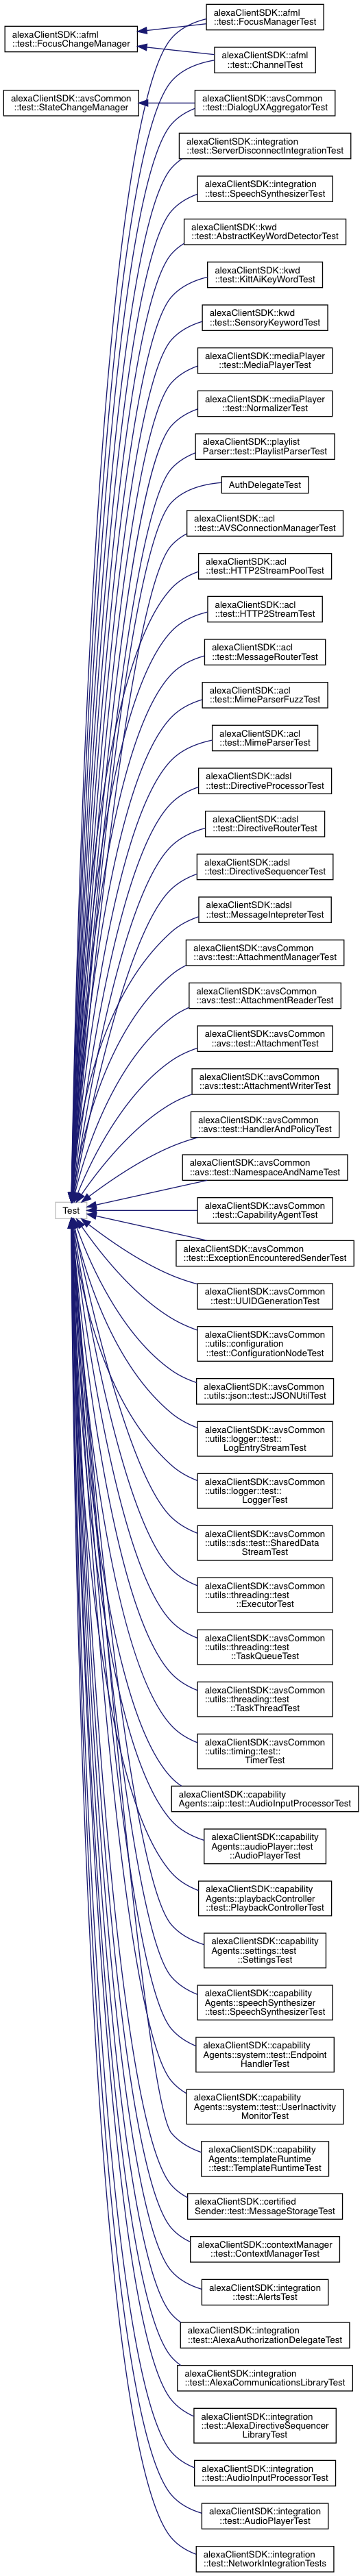 alexaClientSDK::afml
::test::FocusManagerTest
alexaClientSDK::afml
::test::FocusChangeManager
alexaClientSDK::afml
::test::ChannelTest
alexaClientSDK::avsCommon
::test::StateChangeManager
alexaClientSDK::avsCommon
::test::DialogUXAggregatorTest
alexaClientSDK::integration
::test::ServerDisconnectIntegrationTest
alexaClientSDK::integration
::test::SpeechSynthesizerTest
alexaClientSDK::kwd
::test::AbstractKeyWordDetectorTest
alexaClientSDK::kwd
::test::KittAiKeyWordTest
alexaClientSDK::kwd
::test::SensoryKeywordTest
alexaClientSDK::mediaPlayer
::test::MediaPlayerTest
alexaClientSDK::mediaPlayer
::test::NormalizerTest
alexaClientSDK::playlist
Parser::test::PlaylistParserTest
AuthDelegateTest
alexaClientSDK::acl
::test::AVSConnectionManagerTest
alexaClientSDK::acl
::test::HTTP2StreamPoolTest
alexaClientSDK::acl
::test::HTTP2StreamTest
alexaClientSDK::acl
::test::MessageRouterTest
alexaClientSDK::acl
::test::MimeParserFuzzTest
alexaClientSDK::acl
::test::MimeParserTest
alexaClientSDK::adsl
::test::DirectiveProcessorTest
alexaClientSDK::adsl
::test::DirectiveRouterTest
alexaClientSDK::adsl
::test::DirectiveSequencerTest
alexaClientSDK::adsl
::test::MessageIntepreterTest
alexaClientSDK::avsCommon
::avs::test::AttachmentManagerTest
alexaClientSDK::avsCommon
::avs::test::AttachmentReaderTest
alexaClientSDK::avsCommon
::avs::test::AttachmentTest
alexaClientSDK::avsCommon
::avs::test::AttachmentWriterTest
alexaClientSDK::avsCommon
::avs::test::HandlerAndPolicyTest
alexaClientSDK::avsCommon
::avs::test::NamespaceAndNameTest
Test
alexaClientSDK::avsCommon
::test::CapabilityAgentTest
alexaClientSDK::avsCommon
::test::ExceptionEncounteredSenderTest
alexaClientSDK::avsCommon
::test::UUIDGenerationTest
alexaClientSDK::avsCommon
::utils::configuration
::test::ConfigurationNodeTest
alexaClientSDK::avsCommon
::utils::json::test::JSONUtilTest
alexaClientSDK::avsCommon
::utils::logger::test::
LogEntryStreamTest
alexaClientSDK::avsCommon
::utils::logger::test::
LoggerTest
alexaClientSDK::avsCommon
::utils::sds::test::SharedData
StreamTest
alexaClientSDK::avsCommon
::utils::threading::test
::ExecutorTest
alexaClientSDK::avsCommon
::utils::threading::test
::TaskQueueTest
alexaClientSDK::avsCommon
::utils::threading::test
::TaskThreadTest
alexaClientSDK::avsCommon
::utils::timing::test::
TimerTest
alexaClientSDK::capability
Agents::aip::test::AudioInputProcessorTest
alexaClientSDK::capability
Agents::audioPlayer::test
::AudioPlayerTest
alexaClientSDK::capability
Agents::playbackController
::test::PlaybackControllerTest
alexaClientSDK::capability
Agents::settings::test
::SettingsTest
alexaClientSDK::capability
Agents::speechSynthesizer
::test::SpeechSynthesizerTest
alexaClientSDK::capability
Agents::system::test::Endpoint
HandlerTest
alexaClientSDK::capability
Agents::system::test::UserInactivity
MonitorTest
alexaClientSDK::capability
Agents::templateRuntime
::test::TemplateRuntimeTest
alexaClientSDK::certified
Sender::test::MessageStorageTest
alexaClientSDK::contextManager
::test::ContextManagerTest
alexaClientSDK::integration
::test::AlertsTest
alexaClientSDK::integration
::test::AlexaAuthorizationDelegateTest
alexaClientSDK::integration
::test::AlexaCommunicationsLibraryTest
alexaClientSDK::integration
::test::AlexaDirectiveSequencer
LibraryTest
alexaClientSDK::integration
::test::AudioInputProcessorTests
alexaClientSDK::integration
::test::AudioPlayerTest
alexaClientSDK::integration
::test::NetworkIntegrationTests